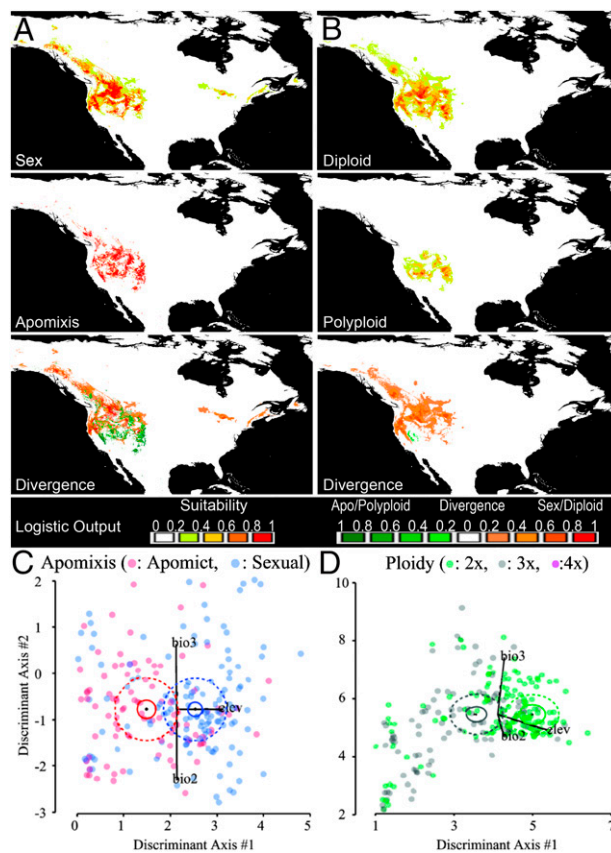 A
B
Sex
Diploid
Apomixis
Polyploid
Divergence
Divergence
Suitability
Logistic Output
0 0.2 0.4 0.6 0.8 1
Apo/Polyploid Divergence Sex/Diploid
1 0.8 0.6 0.4 0.2 0 0.2 0.4 0.6 0.8 1
C Apomixis (●: Apomict, ●: Sexual)
D Ploidy (●: 2x, ●: 3x, ●:4x)
2
1
0
-1
-2
-3
Discriminant Axis #2
bio3
zlev
bio2
0 1 2 3 4 5
Discriminant Axis #1
10
8
6
4
2
bio3
bio2
zlev
1 3 5 7
Discriminant Axis #1